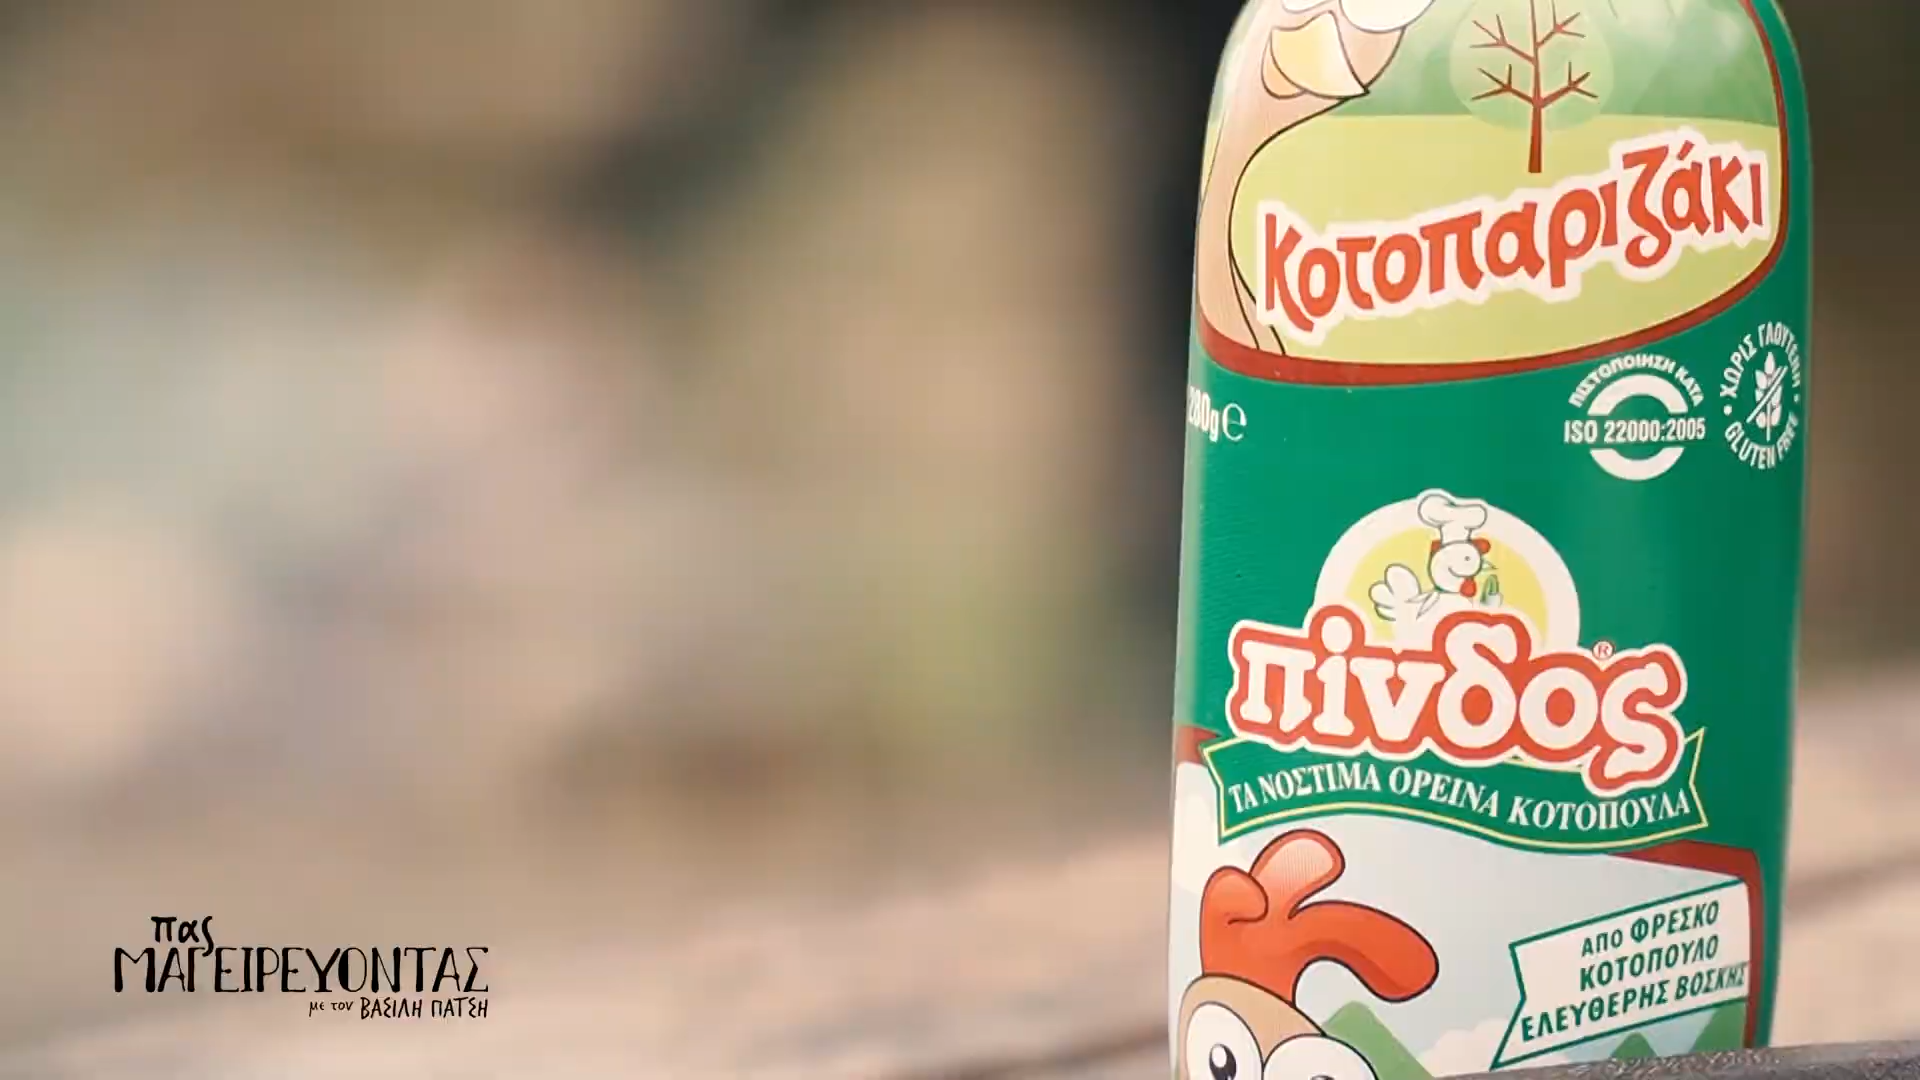 κοτοπαριζάκι
280g e
ΠΙΣΤΟΠΟΙΗΣΗ ΚΑΤΑ
ISO 22000:2005
ΧΩΡΙΣ ΓΛΟΥΤΕΝΗ
GLUTEN FREE
πίνδος®
ΤΑ ΝΟΣΤΙΜΑ ΟΡΕΙΝΑ ΚΟΤΟΠΟΥΛΑ
ΑΠΟ ΦΡΕΣΚΟ
ΚΟΤΟΠΟΥΛΟ
ΕΛΕΥΘΕΡΗΣ ΒΟΣΚΗΣ
πας
ΜΑΓΕΙΡΕΥΟΝΤΑΣ
με τον ΒΑΣΙΛΗ ΠΑΤΣΗ